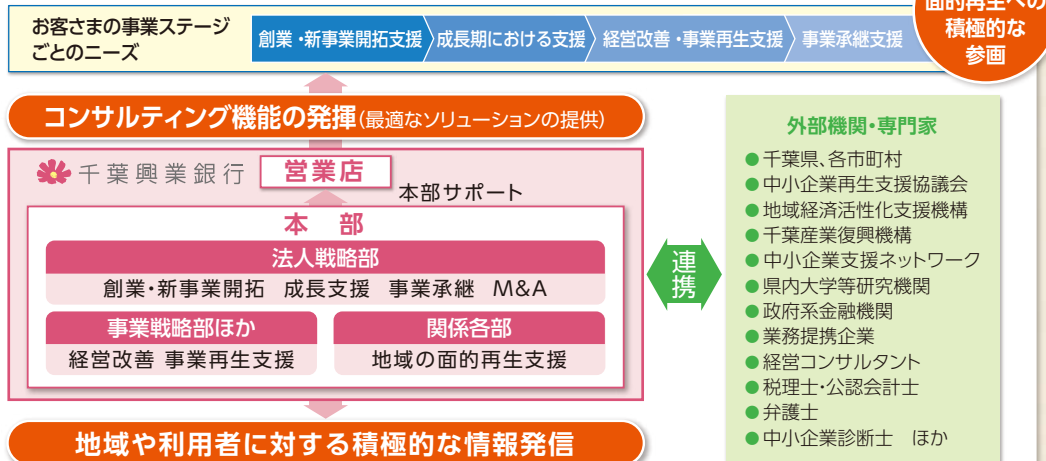 お客さまの事業ステージ
ごとのニーズ
創業・新事業開拓支援
成長期における支援
経営改善・事業再生支援
事業承継支援
面的再生への
積極的な
参画
コンサルティング機能の発揮(最適なソリューションの提供)
千葉興業銀行
営業店
本部サポート
本 部
法人戦略部
創業・新事業開拓 成長支援 事業承継 M&A
事業戦略部ほか
経営改善 事業再生支援
関係各部
地域の面的再生支援
地域や利用者に対する積極的な情報発信
連携
外部機関・専門家
●千葉県、各市町村
●中小企業再生支援協議会
●地域経済活性化支援機構
●千葉産業復興機構
●中小企業支援ネットワーク
●県内大学等研究機関
●政府系金融機関
●業務提携企業
●経営コンサルタント
●税理士・公認会計士
●弁護士
●中小企業診断士 ほか